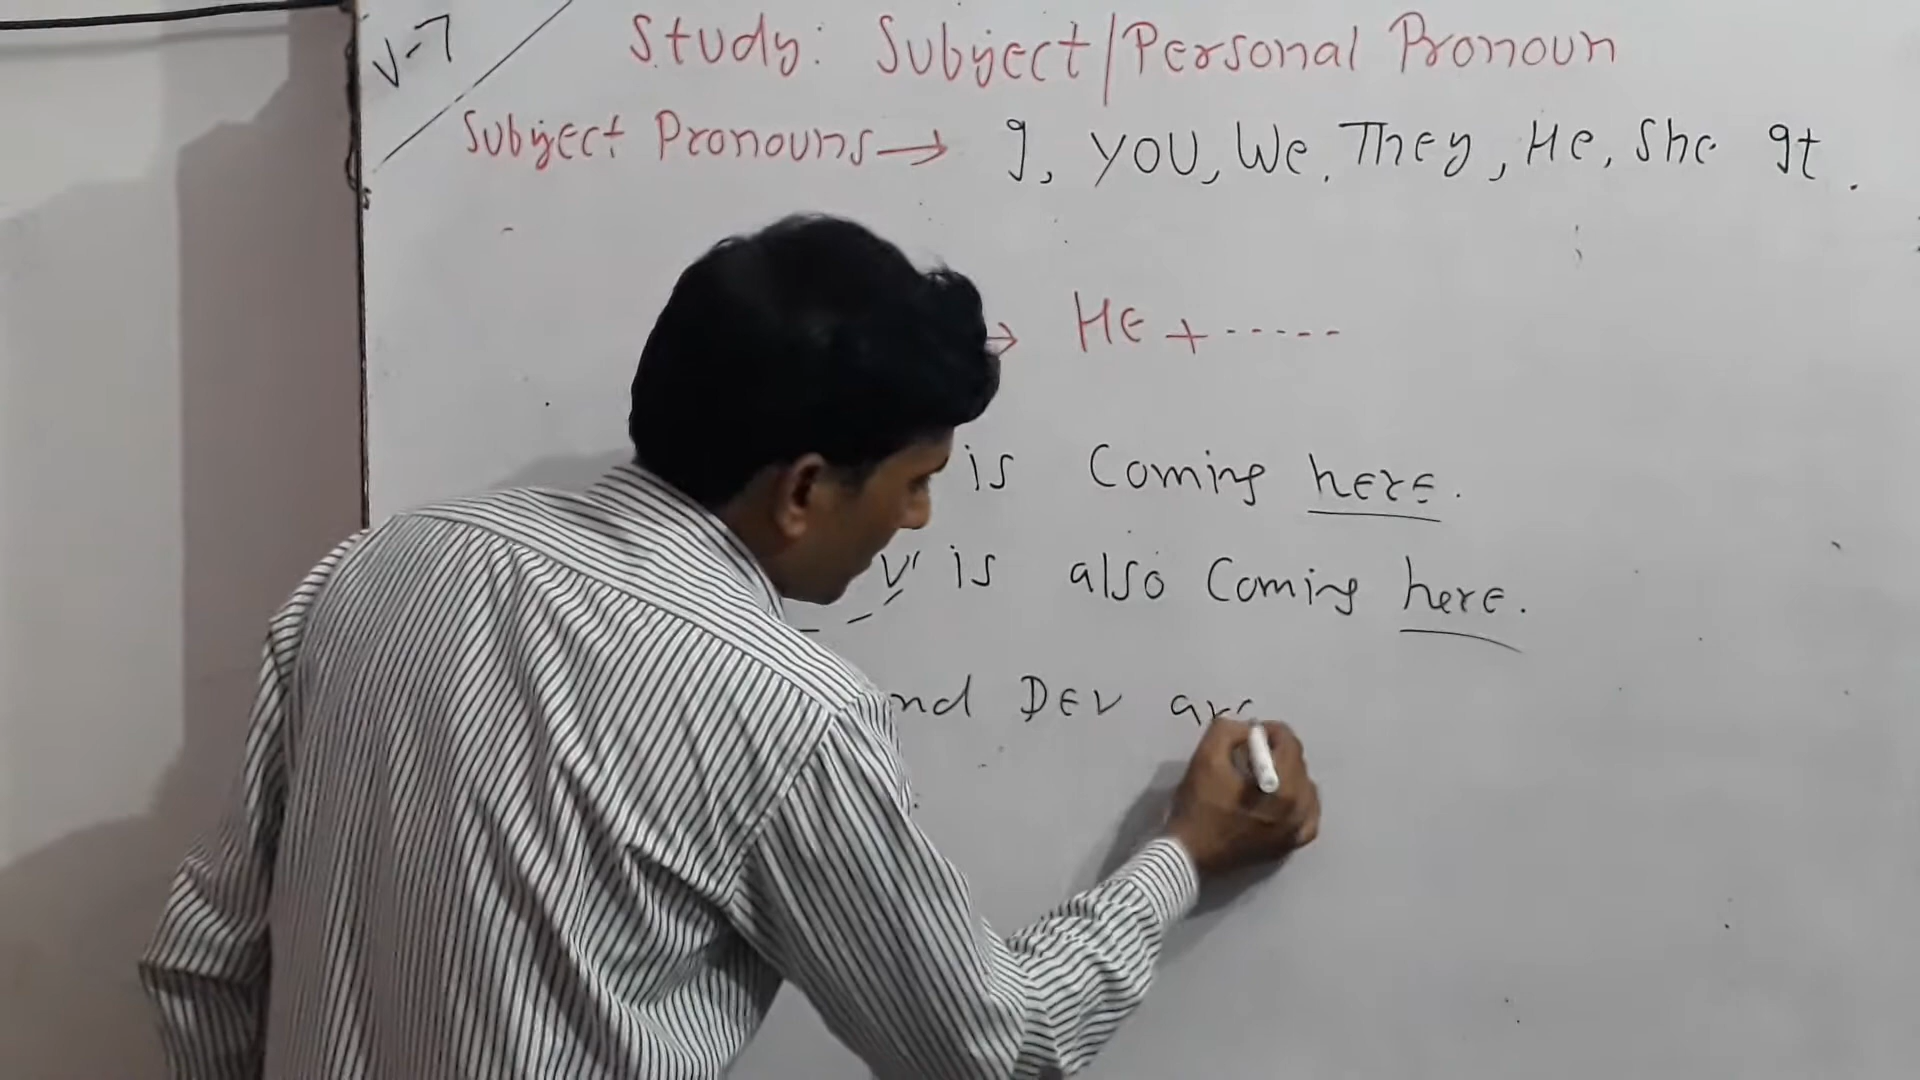 V-7
Study: Subject/Personal Pronoun
Subject Pronouns → I, YOU, We, They, He, She It.
→ HE + -----
is Coming here.
v' is also Coming here.
nd DEV are